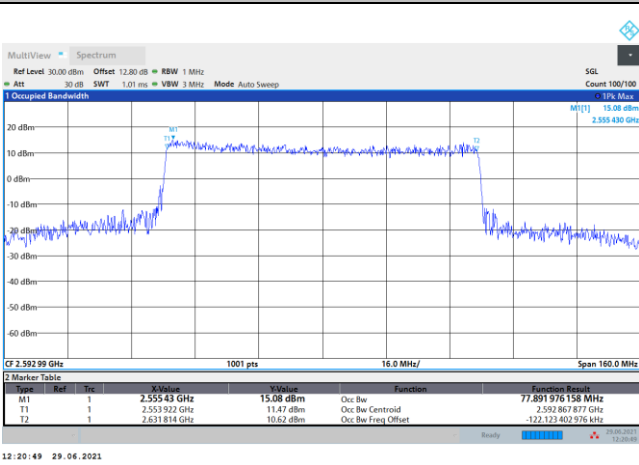 MultiView Spectrum
Ref Level 30.00 dBm Offset 12.80 dB RBW 1 MHz SGL
Att 30 dB SWT 1.01 ms VBW 3 MHz Mode Auto Sweep Count 100/100
1 Occupied Bandwidth 1Pk Max
M1[1] 15.08 dBm
2.555 430 GHz
M1
T1
T2
20 dBm
10 dBm
0 dBm
-10 dBm
-20 dBm
-30 dBm
-40 dBm
-50 dBm
-60 dBm
CF 2.592 99 GHz 1001 pts 16.0 MHz/ Span 160.0 MHz
2 Marker Table
Type Ref Trc X-Value Y-Value Function Function Result
M1 1 2.555 43 GHz 15.08 dBm Occ Bw 77.891 976 158 MHz
T1 1 2.553 922 GHz 11.47 dBm Occ Bw Centroid 2.592 867 877 GHz
T2 1 2.631 814 GHz 10.62 dBm Occ Bw Freq Offset -122.123 402 976 kHz
Ready 29.06.2021
12:20:49
12:20:49 29.06.2021